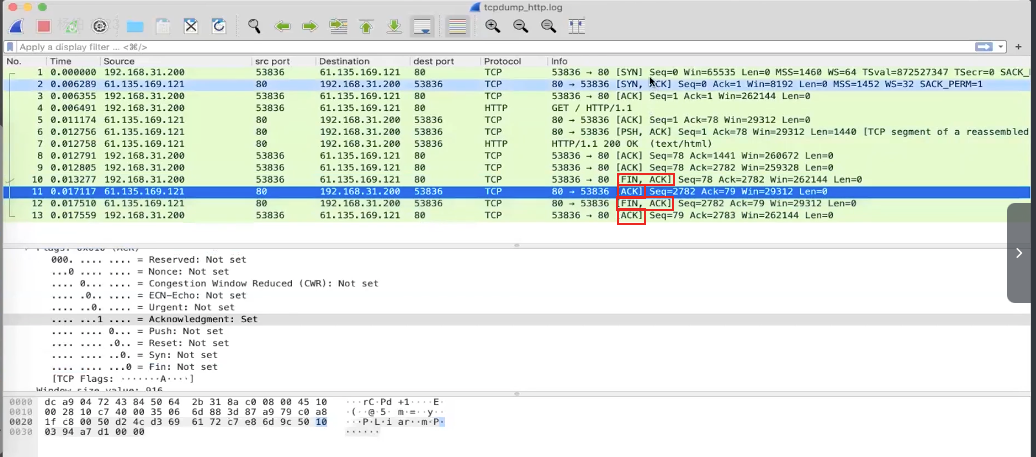 tcpdump_http.log
Apply a display filter ... <⌘/>
No. Time Source src port Destination dest port Protocol Info
1 0.000000 192.168.31.200 53836 61.135.169.121 80 TCP 53836 → 80 [SYN] Seq=0 Win=65535 Len=0 MSS=1460 WS=64 TSval=872527347 TSecr=0 SACK_
2 0.006289 61.135.169.121 80 192.168.31.200 53836 TCP 80 → 53836 [SYN, ACK] Seq=0 Ack=1 Win=8192 Len=0 MSS=1452 WS=32 SACK_PERM=1
3 0.006355 192.168.31.200 53836 61.135.169.121 80 TCP 53836 → 80 [ACK] Seq=1 Ack=1 Win=262144 Len=0
4 0.006491 192.168.31.200 53836 61.135.169.121 80 HTTP GET / HTTP/1.1
5 0.011174 61.135.169.121 80 192.168.31.200 53836 TCP 80 → 53836 [ACK] Seq=1 Ack=78 Win=29312 Len=0
6 0.012756 61.135.169.121 80 192.168.31.200 53836 TCP 80 → 53836 [PSH, ACK] Seq=1 Ack=78 Win=29312 Len=1440 [TCP segment of a reassembled
7 0.012758 61.135.169.121 80 192.168.31.200 53836 HTTP HTTP/1.1 200 OK (text/html)
8 0.012791 192.168.31.200 53836 61.135.169.121 80 TCP 53836 → 80 [ACK] Seq=78 Ack=1441 Win=260672 Len=0
9 0.012805 192.168.31.200 53836 61.135.169.121 80 TCP 53836 → 80 [ACK] Seq=78 Ack=2782 Win=259328 Len=0
10 0.013277 192.168.31.200 53836 61.135.169.121 80 TCP 53836 → 80 [FIN, ACK] Seq=78 Ack=2782 Win=262144 Len=0
11 0.017117 61.135.169.121 80 192.168.31.200 53836 TCP 80 → 53836 [ACK] Seq=2782 Ack=79 Win=29312 Len=0
12 0.017510 61.135.169.121 80 192.168.31.200 53836 TCP 80 → 53836 [FIN, ACK] Seq=2782 Ack=79 Win=29312 Len=0
13 0.017559 192.168.31.200 53836 61.135.169.121 80 TCP 53836 → 80 [ACK] Seq=79 Ack=2783 Win=262144 Len=0
000. .... .... = Reserved: Not set
...0 .... .... = Nonce: Not set
.... 0... .... = Congestion Window Reduced (CWR): Not set
.... .0.. .... = ECN-Echo: Not set
.... ..0. .... = Urgent: Not set
.... ...1 .... = Acknowledgment: Set
.... .... 0... = Push: Not set
.... .... .0.. = Reset: Not set
.... .... ..0. = Syn: Not set
.... .... ...0 = Fin: Not set
[TCP Flags: ·······A····]
Window size value: 916
0000 dc a9 04 72 43 84 50 64 2b 31 8a c0 08 00 45 10 ···rC·Pd +1····E·
0010 00 28 10 c7 40 00 35 06 6d 88 3d 87 a9 79 c0 a8 ·(··@·5· m·=··y··
0020 1f c8 00 50 d2 4c d3 69 61 72 c7 e8 6d 9c 50 10 ···P·L·i ar··m·P·
0030 03 94 a7 d1 00 00 ······